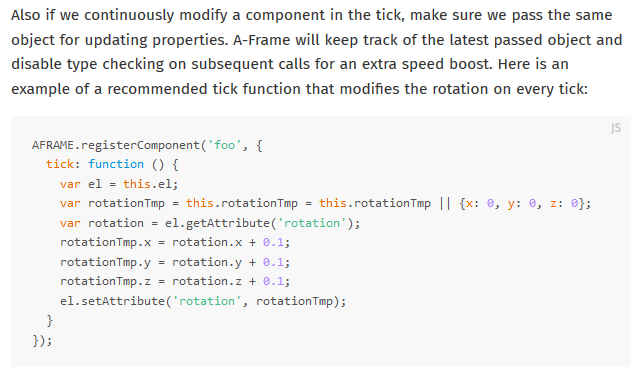 Also if we continuously modify a component in the tick, make sure we pass the same
object for updating properties. A-Frame will keep track of the latest passed object and
disable type checking on subsequent calls for an extra speed boost. Here is an
example of a recommended tick function that modifies the rotation on every tick:
JS
AFRAME.registerComponent('foo', {
  tick: function () {
    var el = this.el;
    var rotationTmp = this.rotationTmp = this.rotationTmp || {x: 0, y: 0, z: 0};
    var rotation = el.getAttribute('rotation');
    rotationTmp.x = rotation.x + 0.1;
    rotationTmp.y = rotation.y + 0.1;
    rotationTmp.z = rotation.z + 0.1;
    el.setAttribute('rotation', rotationTmp);
  }
});